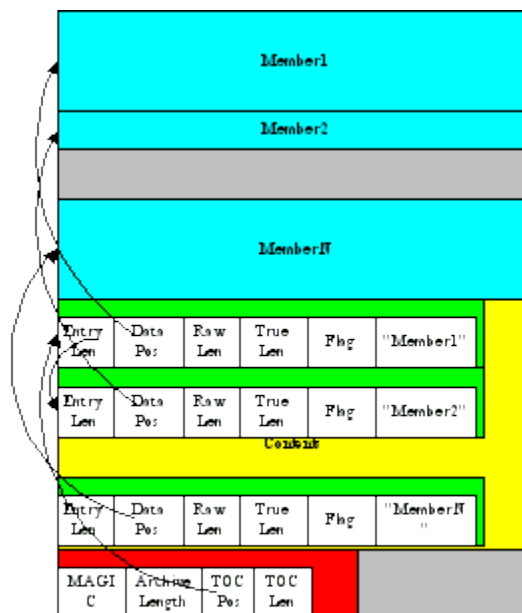 Member1
Member2
MemberN
Entry Len Data Pos Raw Len True Len Flag "Member1"
Entry Len Data Pos Raw Len True Len Flag "Member2"
Content
Entry Len Data Pos Raw Len True Len Flag "MemberN"
MAGIC Archive Length TOC Pos TOC Len